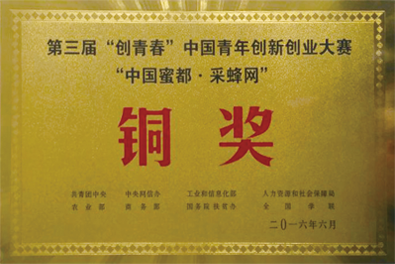 第三届“创青春”中国青年创新创业大赛
“中国蜜都·采蜂网”
铜奖
共青团中央 中央网信办 工业和信息化部 人力资源和社会保障部
农业部 商务部 国务院扶贫办 全国学联
二〇一六年六月